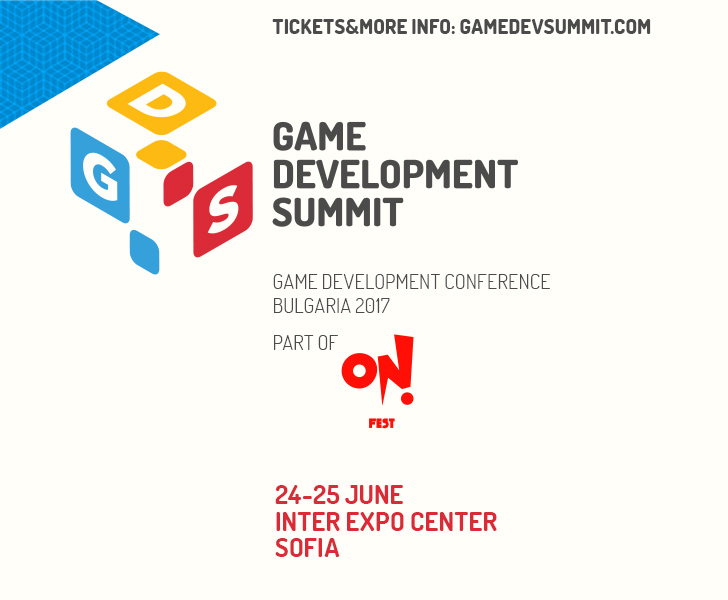 TICKETS&MORE INFO: GAMEDEVSUMMIT.COM
D
G
S
GAME
DEVELOPMENT
SUMMIT
GAME DEVELOPMENT CONFERENCE
BULGARIA 2017
PART OF
ON!
FEST
24-25 JUNE
INTER EXPO CENTER
SOFIA